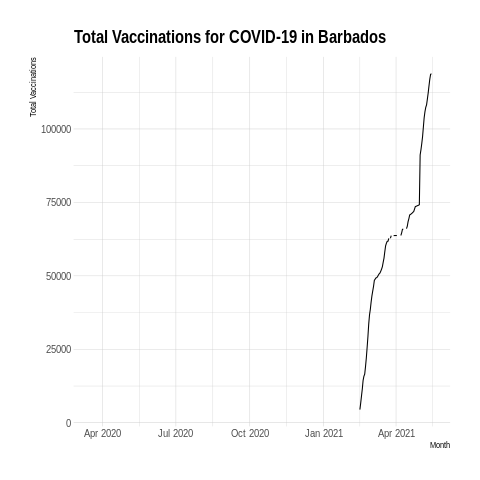 Total Vaccinations for COVID-19 in Barbados
Total Vaccinations
100000
75000
50000
25000
0
Apr 2020 Jul 2020 Oct 2020 Jan 2021 Apr 2021
Month